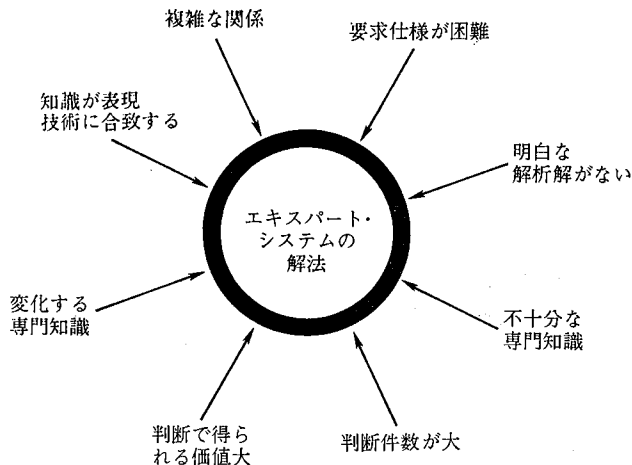 複雑な関係
要求仕様が困難
知識が表現
技術に合致する
明白な
解析解がない
エキスパート・
システムの
解法
変化する
専門知識
不十分な
専門知識
判断で得ら
れる価値大
判断件数が大